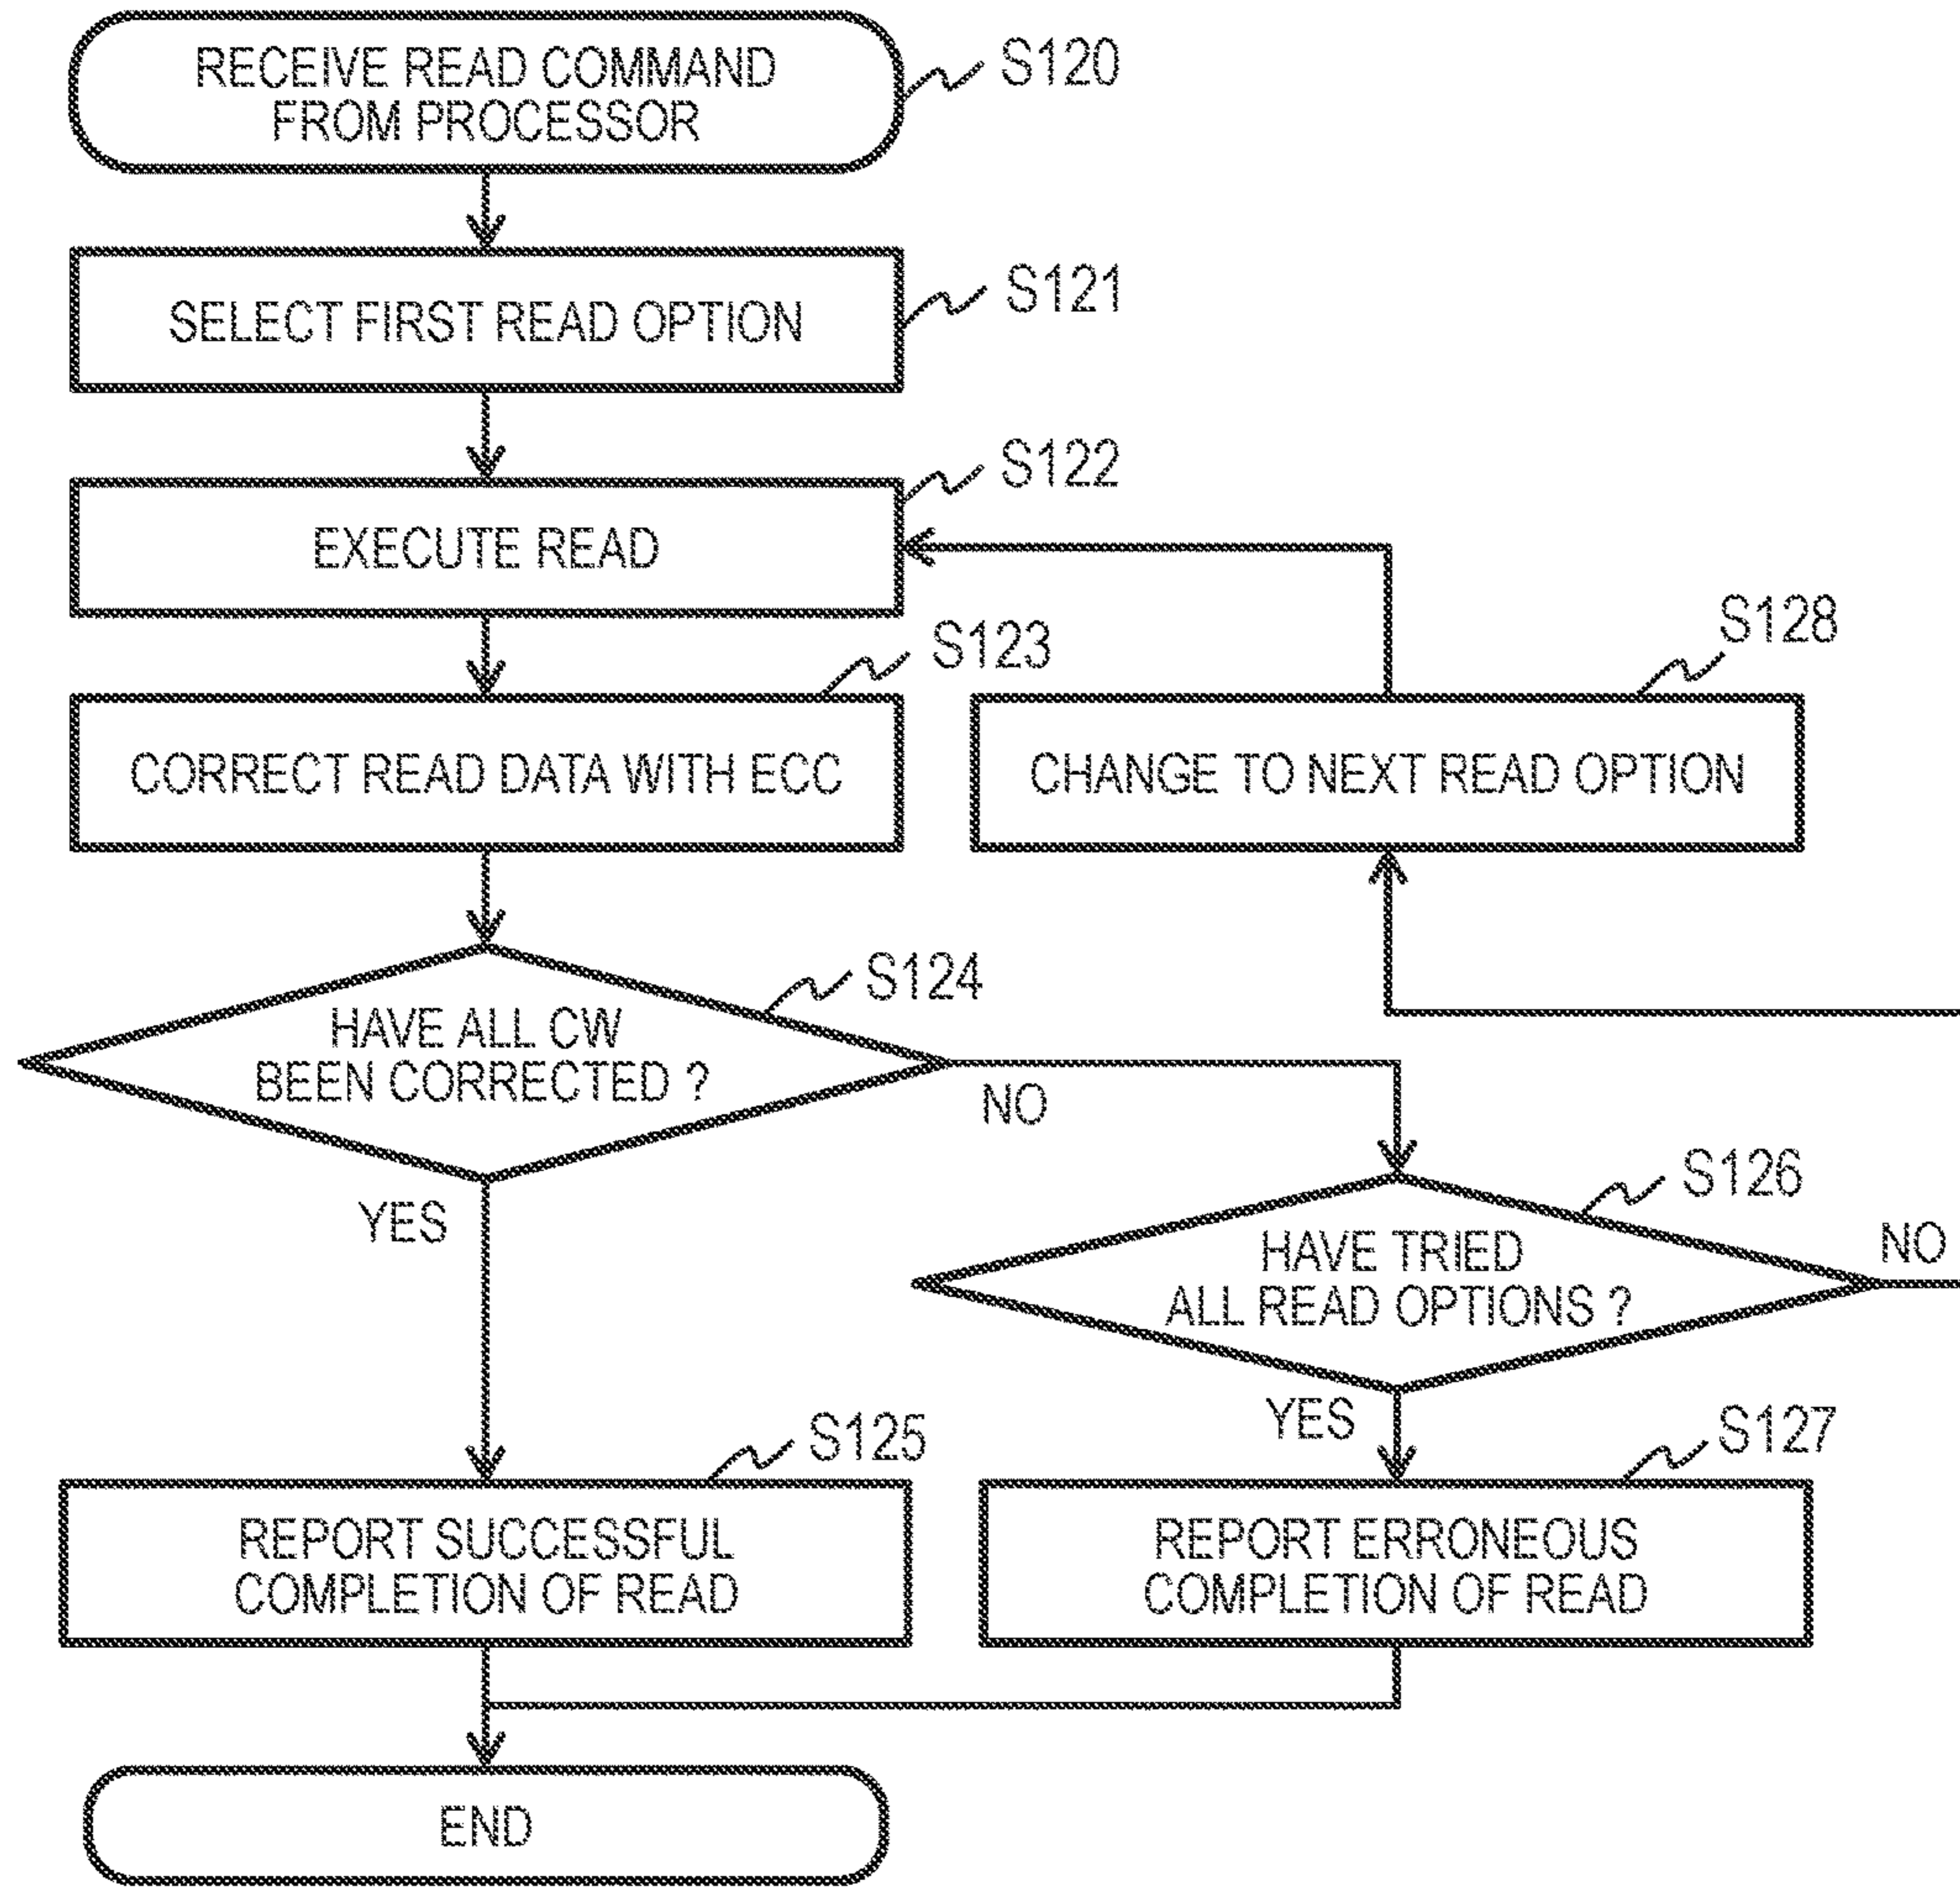 RECEIVE READ COMMAND
FROM PROCESSOR
S120
SELECT FIRST READ OPTION
S121
EXECUTE READ
S122
CORRECT READ DATA WITH ECC
S123
CHANGE TO NEXT READ OPTION
S128
HAVE ALL CW
BEEN CORRECTED ?
S124
NO
YES
HAVE TRIED
ALL READ OPTIONS ?
S126
NO
YES
REPORT SUCCESSFUL
COMPLETION OF READ
S125
REPORT ERRONEOUS
COMPLETION OF READ
S127
END